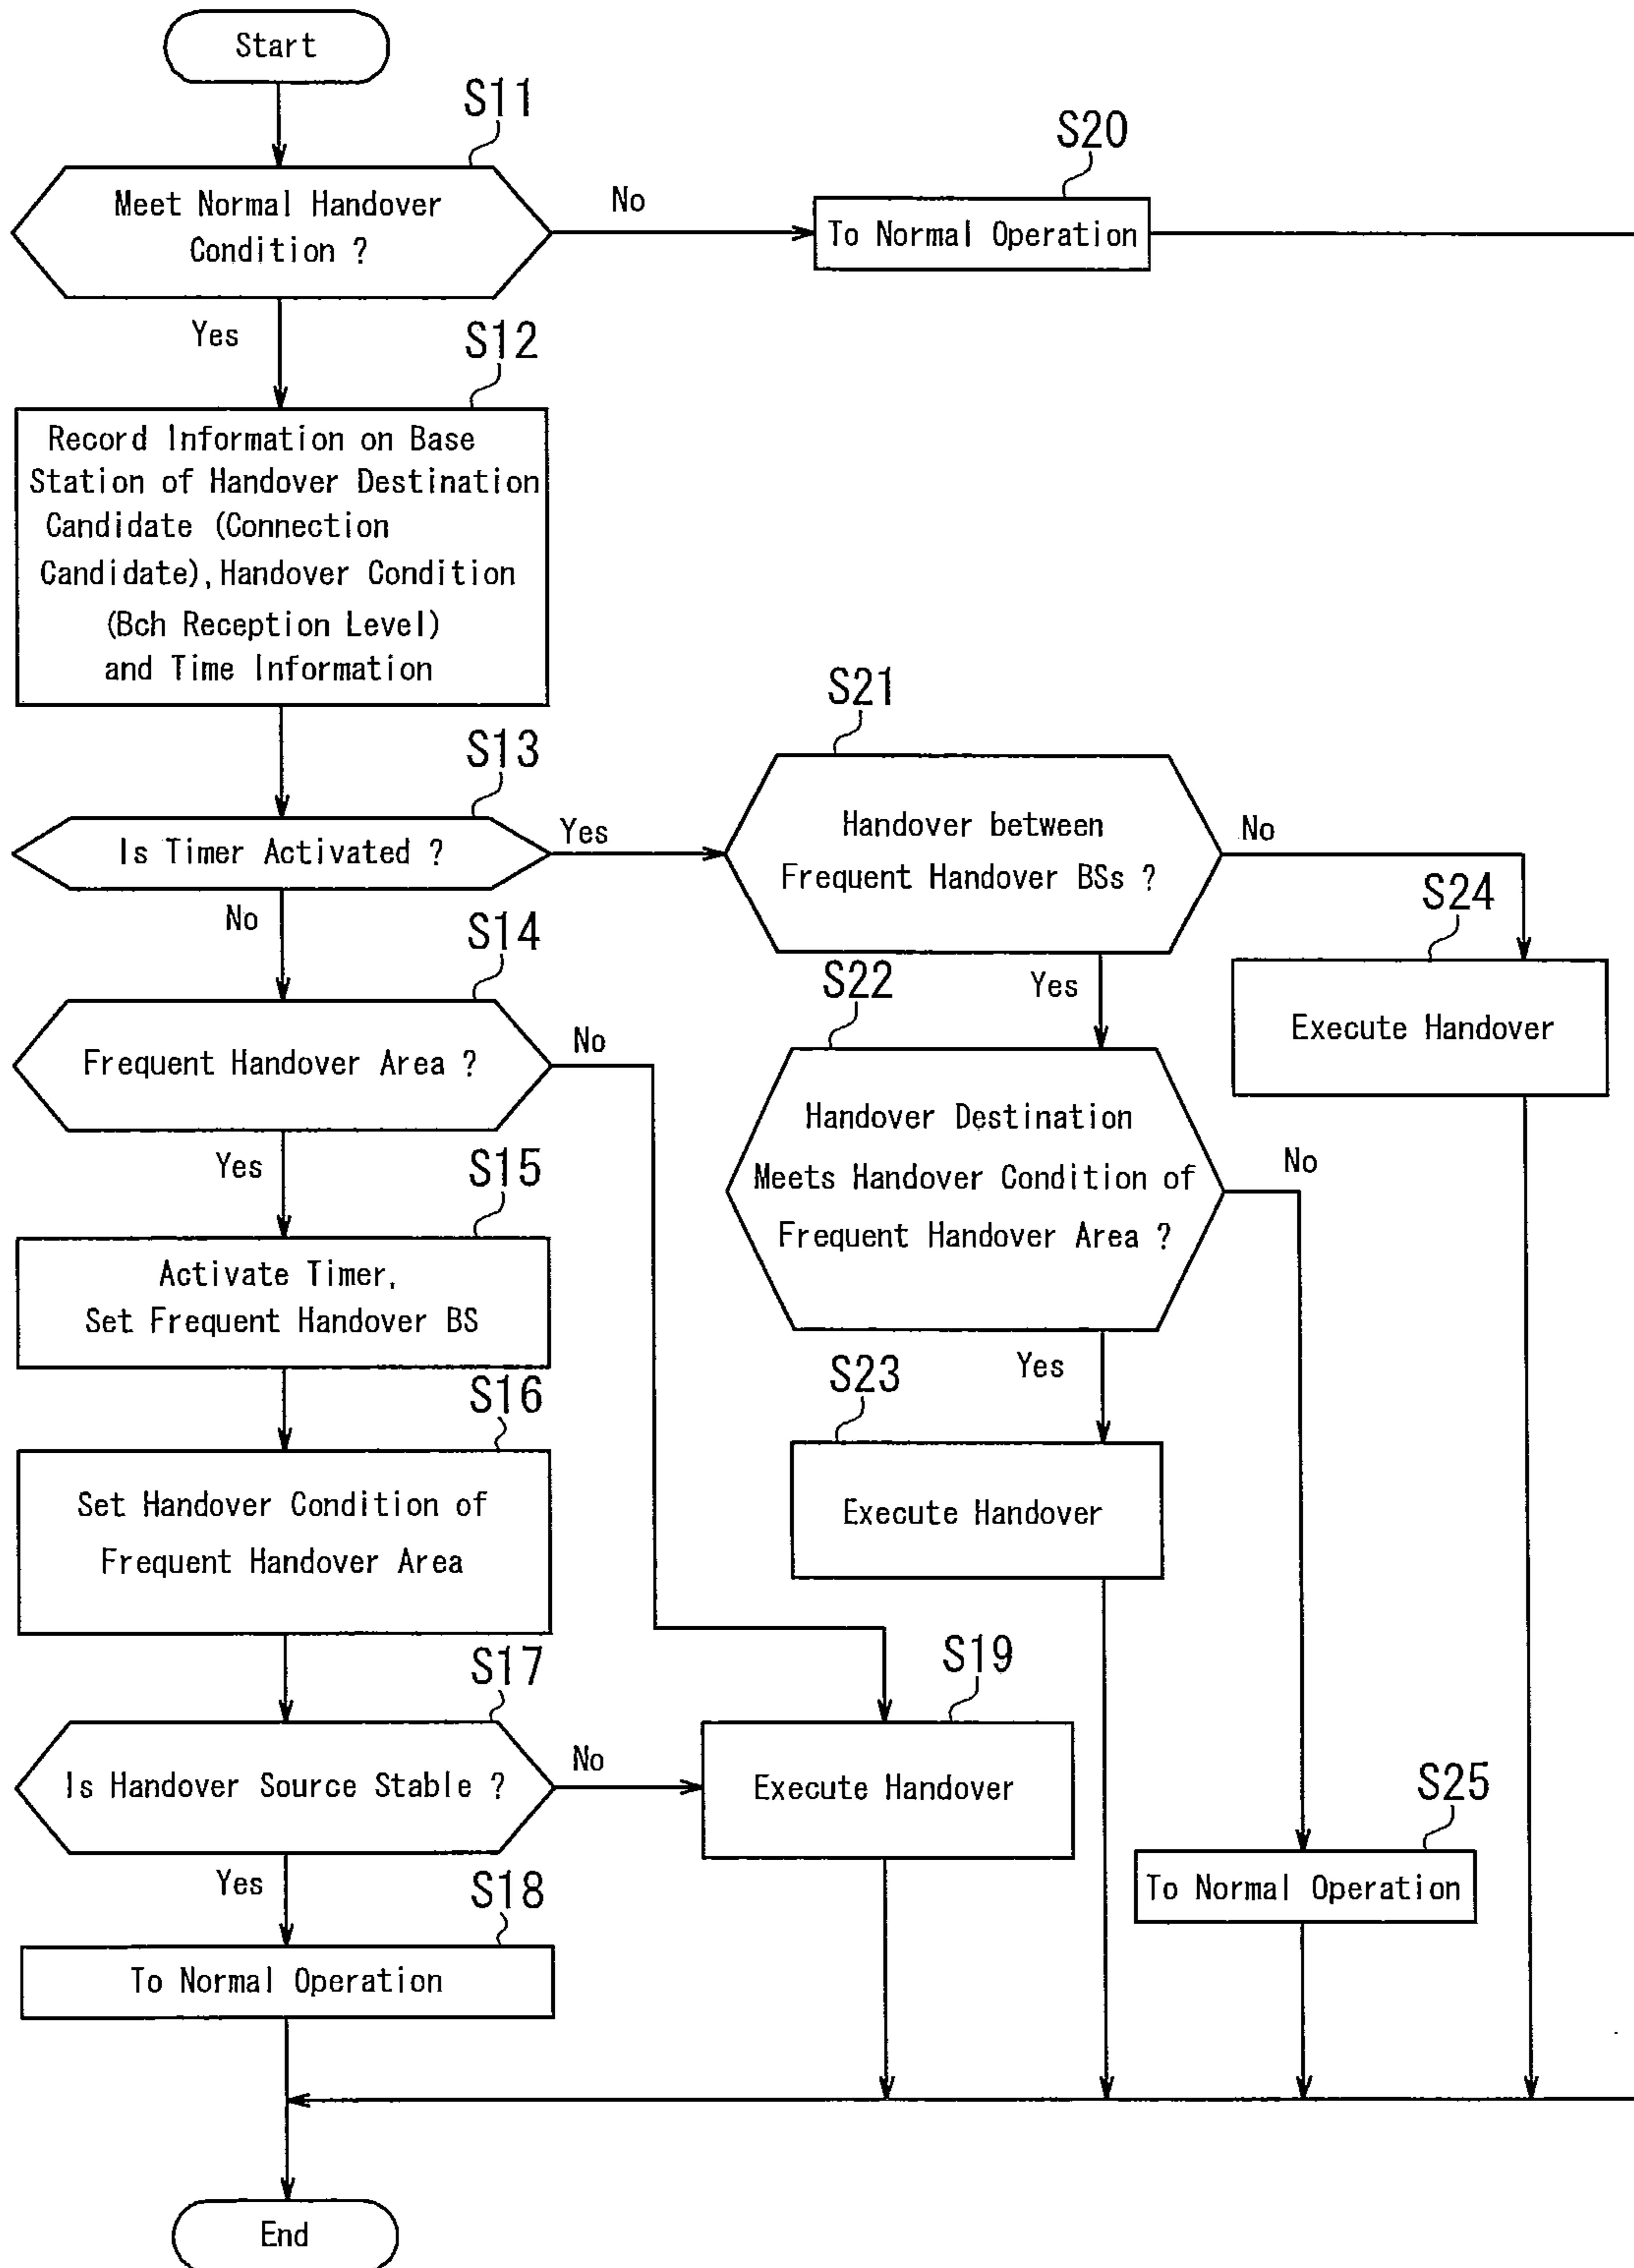 Start
S11
Meet Normal Handover
Condition ?
No
S20
To Normal Operation
Yes
S12
Record Information on Base
Station of Handover Destination
Candidate (Connection
Candidate), Handover Condition
(Bch Reception Level)
and Time Information
S13
Is Timer Activated ?
Yes
No
S21
Handover between
Frequent Handover BSs ?
No
S24
Execute Handover
Yes
S14
Frequent Handover Area ?
No
Yes
S22
Handover Destination
Meets Handover Condition of
Frequent Handover Area ?
No
Yes
S15
Activate Timer,
Set Frequent Handover BS
S23
Execute Handover
S16
Set Handover Condition of
Frequent Handover Area
S17
Is Handover Source Stable ?
No
S19
Execute Handover
S25
To Normal Operation
Yes
S18
To Normal Operation
End